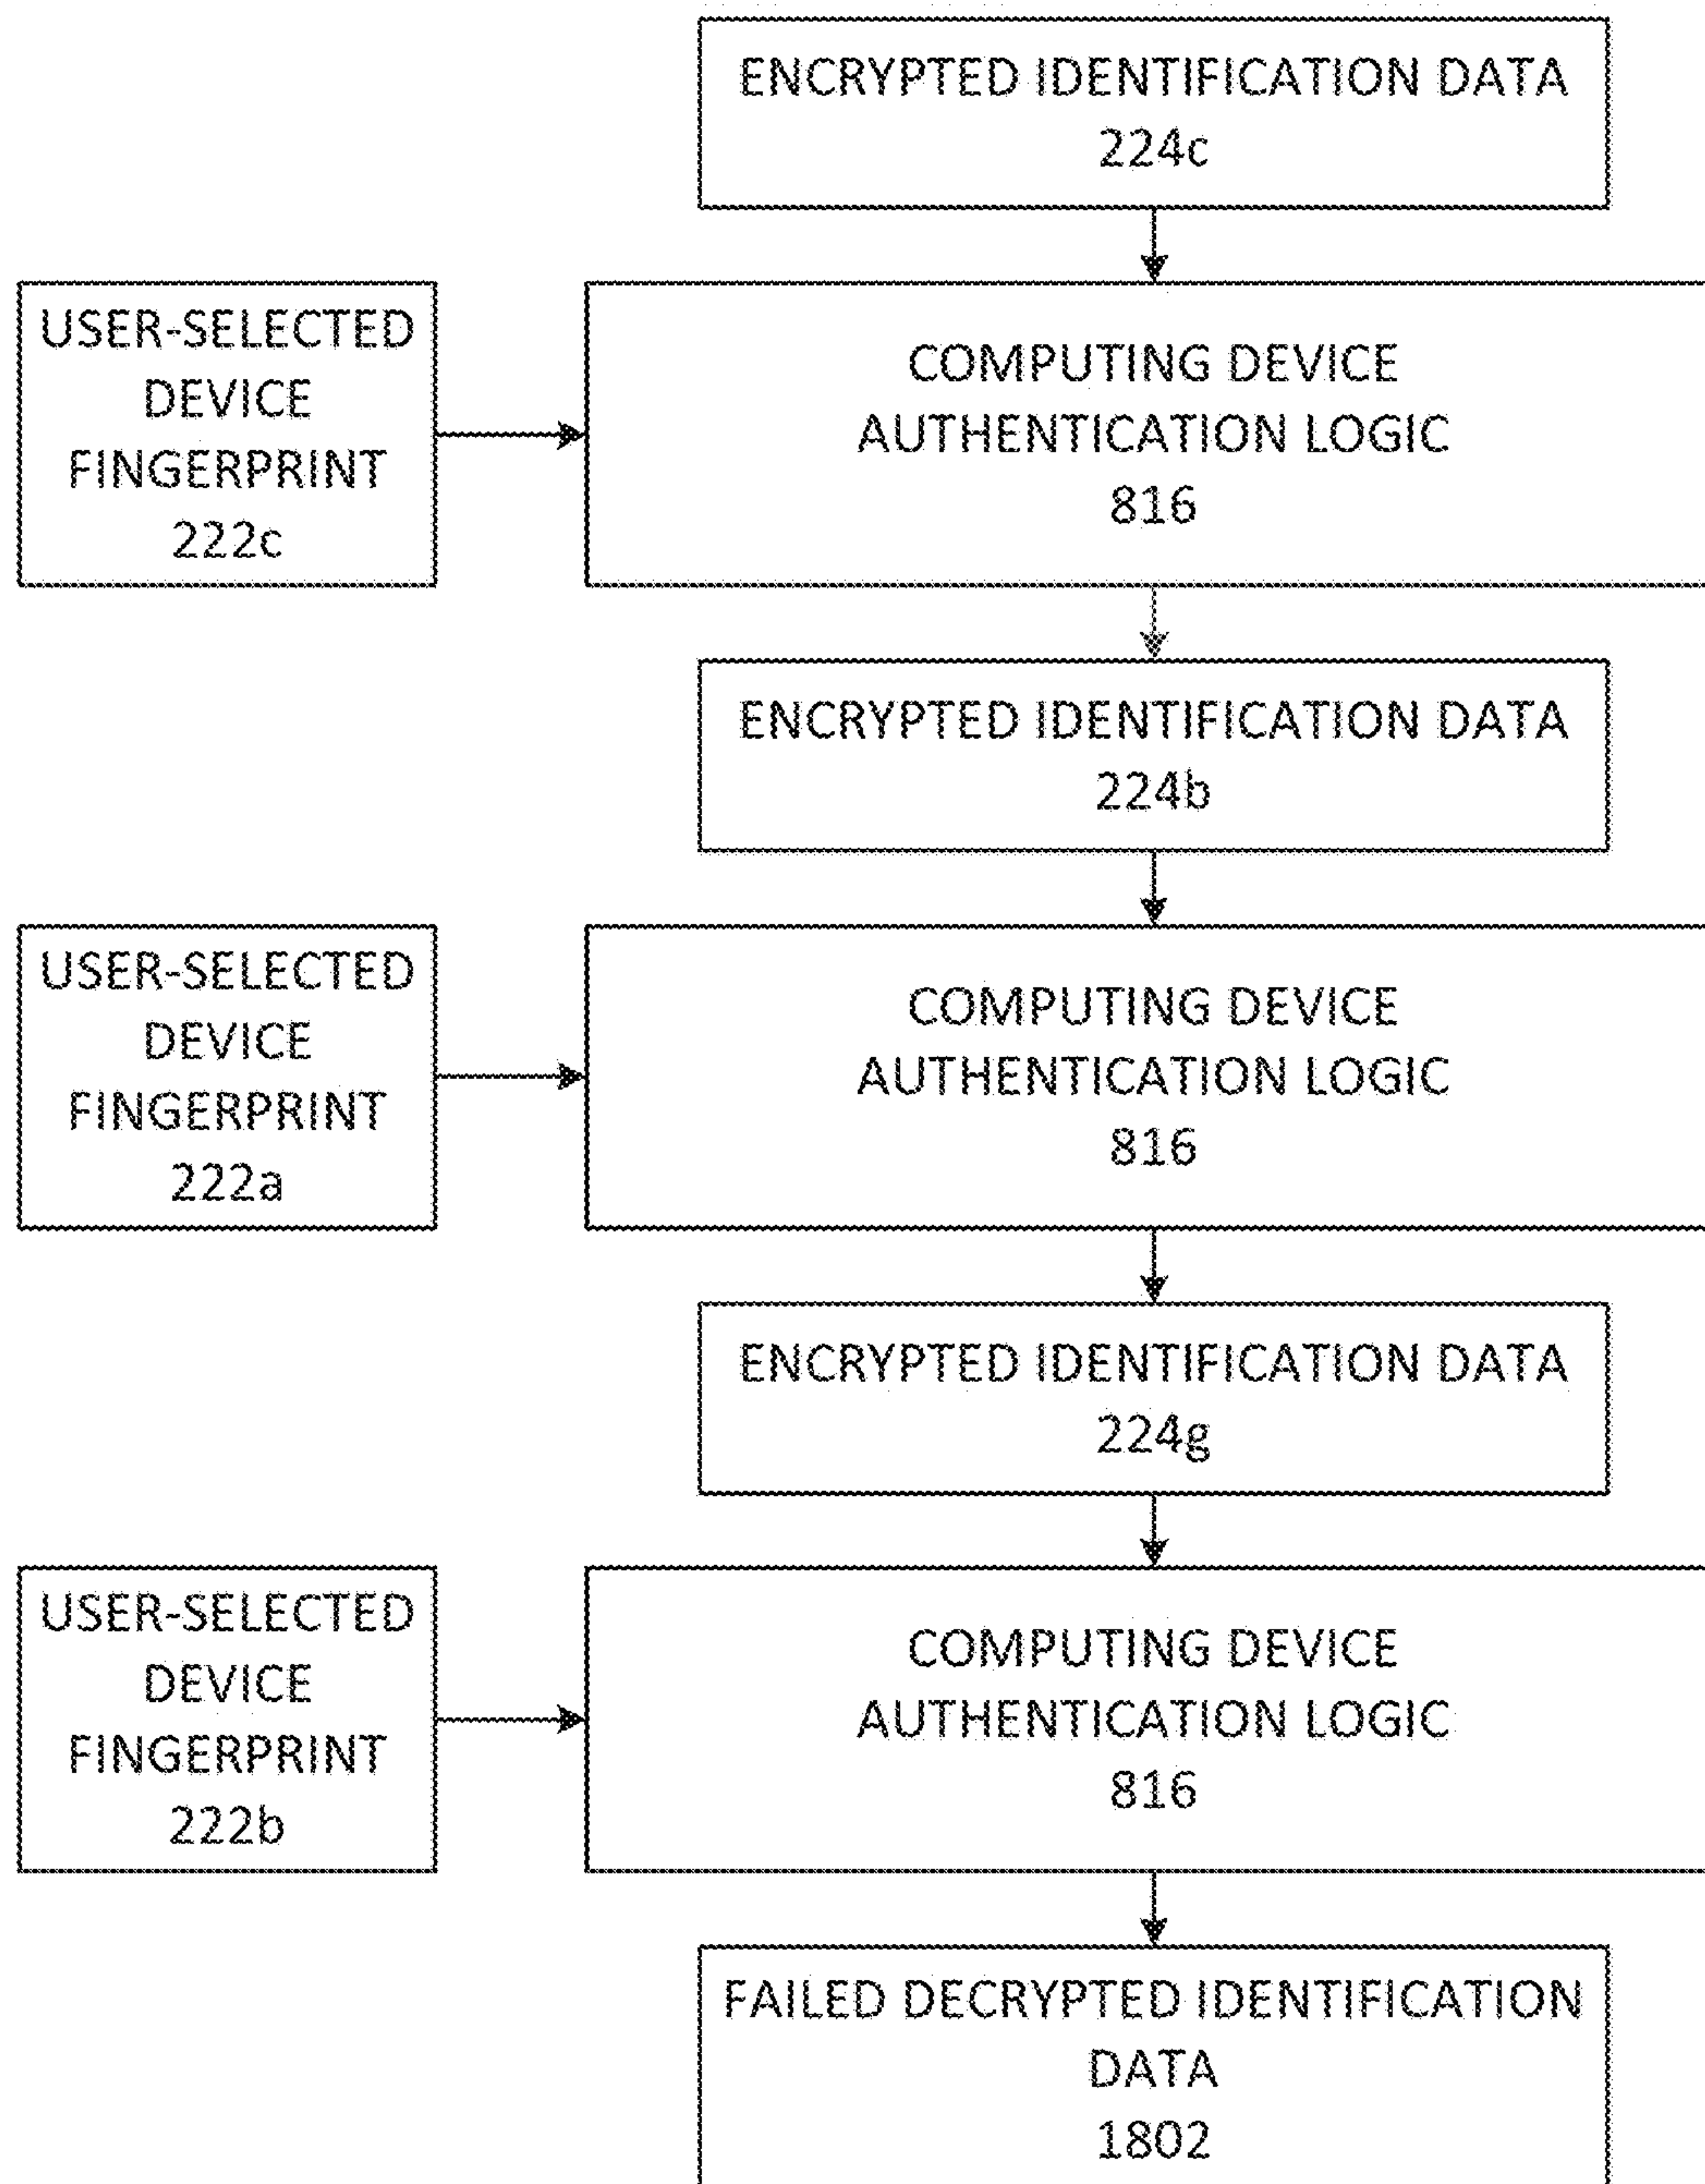 ENCRYPTED IDENTIFICATION DATA
224c
USER-SELECTED
DEVICE
FINGERPRINT
222c
COMPUTING DEVICE
AUTHENTICATION LOGIC
816
ENCRYPTED IDENTIFICATION DATA
224b
USER-SELECTED
DEVICE
FINGERPRINT
222a
COMPUTING DEVICE
AUTHENTICATION LOGIC
816
ENCRYPTED IDENTIFICATION DATA
224g
USER-SELECTED
DEVICE
FINGERPRINT
222b
COMPUTING DEVICE
AUTHENTICATION LOGIC
816
FAILED DECRYPTED IDENTIFICATION
DATA
1802